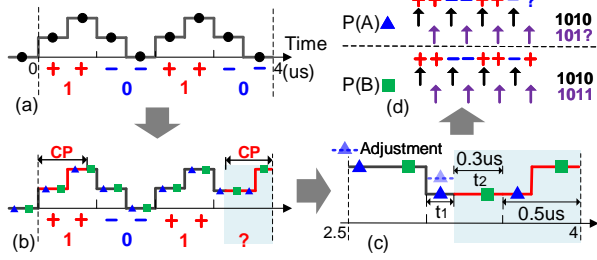 (a)
0
Time
4(us)
+ + − − + + − −
1 0 1 0
(b)
CP CP
+ + − − + +
1 0 1 ?
(c)
Adjustment
0.3us
t1 t2
0.5us
2.5 4
(d)
+ + − − + + − ?
P(A)
1010
101?
+ + − − + + − −
P(B)
1010
1011